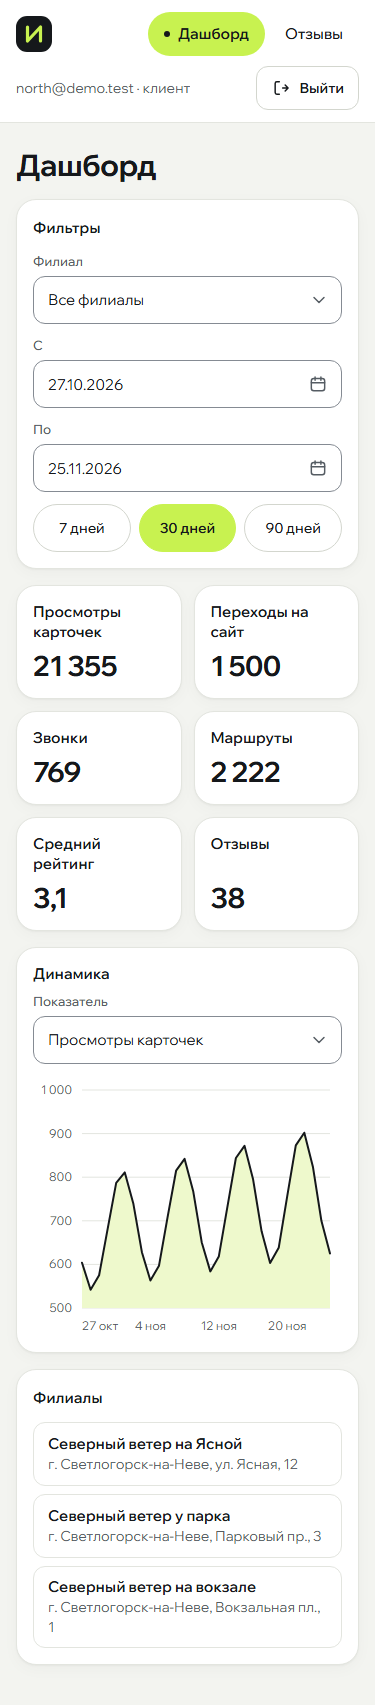 И
Дашборд
Отзывы
north@demo.test · клиент
Выйти
Дашборд
Фильтры
Филиал
Все филиалы
С
27.10.2026
По
25.11.2026
7 дней
30 дней
90 дней
Просмотры
карточек
21 355
Переходы на
сайт
1 500
Звонки
769
Маршруты
2 222
Средний
рейтинг
3,1
Отзывы
38
Динамика
Показатель
Просмотры карточек
1 000
900
800
700
600
500
27 окт
4 ноя
12 ноя
20 ноя
Филиалы
Северный ветер на Ясной
г. Светлогорск-на-Неве, ул. Ясная, 12
Северный ветер у парка
г. Светлогорск-на-Неве, Парковый пр., 3
Северный ветер на вокзале
г. Светлогорск-на-Неве, Вокзальная пл.,
1